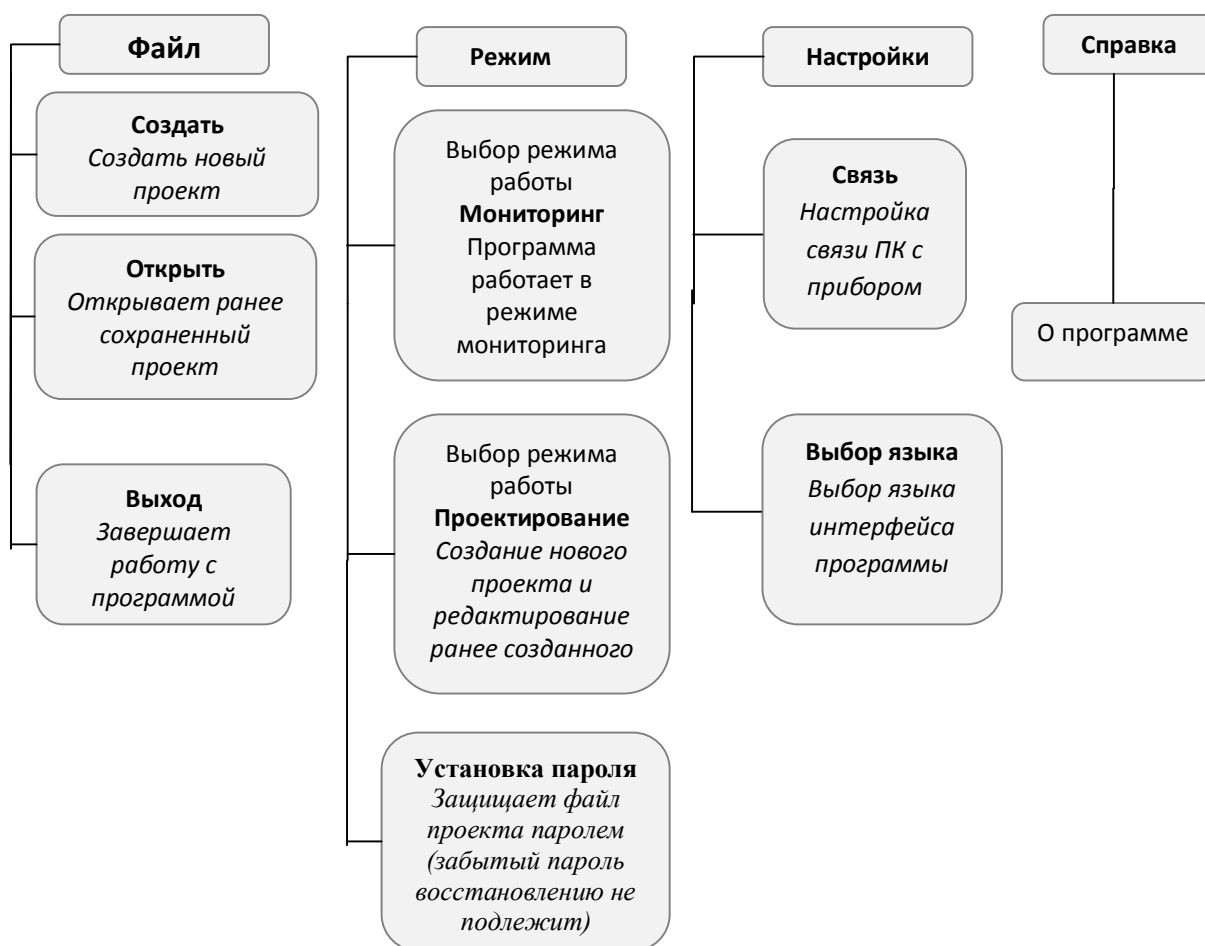 Файл
Создать
Создать новый
проект
Открыть
Открывает ранее
сохраненный
проект
Выход
Завершает
работу с
программой
Режим
Выбор режима
работы
Мониторинг
Программа
работает в
режиме
мониторинга
Выбор режима
работы
Проектирование
Создание нового
проекта и
редактирование
ранее созданного
Установка пароля
Защищает файл
проекта паролем
(забытый пароль
восстановлению не
подлежит)
Настройки
Связь
Настройка
связи ПК с
прибором
Выбор языка
Выбор языка
интерфейса
программы
Справка
О программе